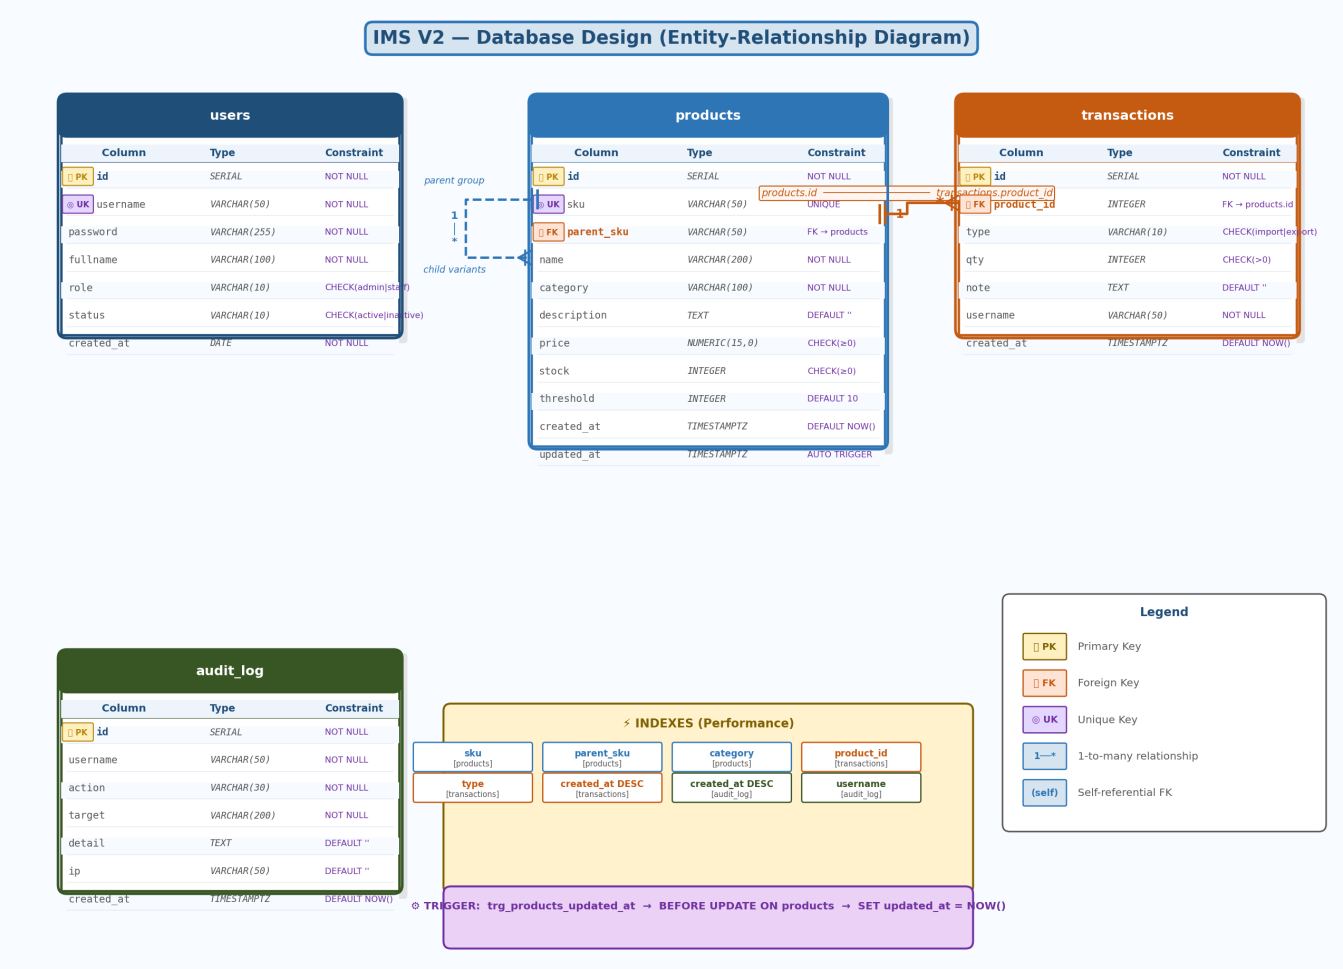 IMS V2 — Database Design (Entity-Relationship Diagram)
users
Column Type Constraint
PK id SERIAL NOT NULL
◎ UK username VARCHAR(50) NOT NULL
password VARCHAR(255) NOT NULL
fullname VARCHAR(100) NOT NULL
role VARCHAR(10) CHECK(admin|staff)
status VARCHAR(10) CHECK(active|inactive)
created_at DATE NOT NULL
parent group
1
|
*
child variants
products
Column Type Constraint
PK id SERIAL NOT NULL
◎ UK sku VARCHAR(50) UNIQUE
FK parent_sku VARCHAR(50) FK → products
name VARCHAR(200) NOT NULL
category VARCHAR(100) NOT NULL
description TEXT DEFAULT ''
price NUMERIC(15,0) CHECK(≥0)
stock INTEGER CHECK(≥0)
threshold INTEGER DEFAULT 10
created_at TIMESTAMPTZ DEFAULT NOW()
updated_at TIMESTAMPTZ AUTO TRIGGER
products.id ────────── transactions.product_id
1 *
transactions
Column Type Constraint
PK id SERIAL NOT NULL
FK product_id INTEGER FK → products.id
type VARCHAR(10) CHECK(import|export)
qty INTEGER CHECK(>0)
note TEXT DEFAULT ''
username VARCHAR(50) NOT NULL
created_at TIMESTAMPTZ DEFAULT NOW()
audit_log
Column Type Constraint
PK id SERIAL NOT NULL
username VARCHAR(50) NOT NULL
action VARCHAR(30) NOT NULL
target VARCHAR(200) NOT NULL
detail TEXT DEFAULT ''
ip VARCHAR(50) DEFAULT ''
created_at TIMESTAMPTZ DEFAULT NOW()
⚡ INDEXES (Performance)
sku parent_sku category product_id
[products] [products] [products] [transactions]
type created_at DESC created_at DESC username
[transactions] [transactions] [audit_log] [audit_log]
⚙ TRIGGER: trg_products_updated_at → BEFORE UPDATE ON products → SET updated_at = NOW()
Legend
PK Primary Key
FK Foreign Key
◎ UK Unique Key
1──* 1-to-many relationship
(self) Self-referential FK